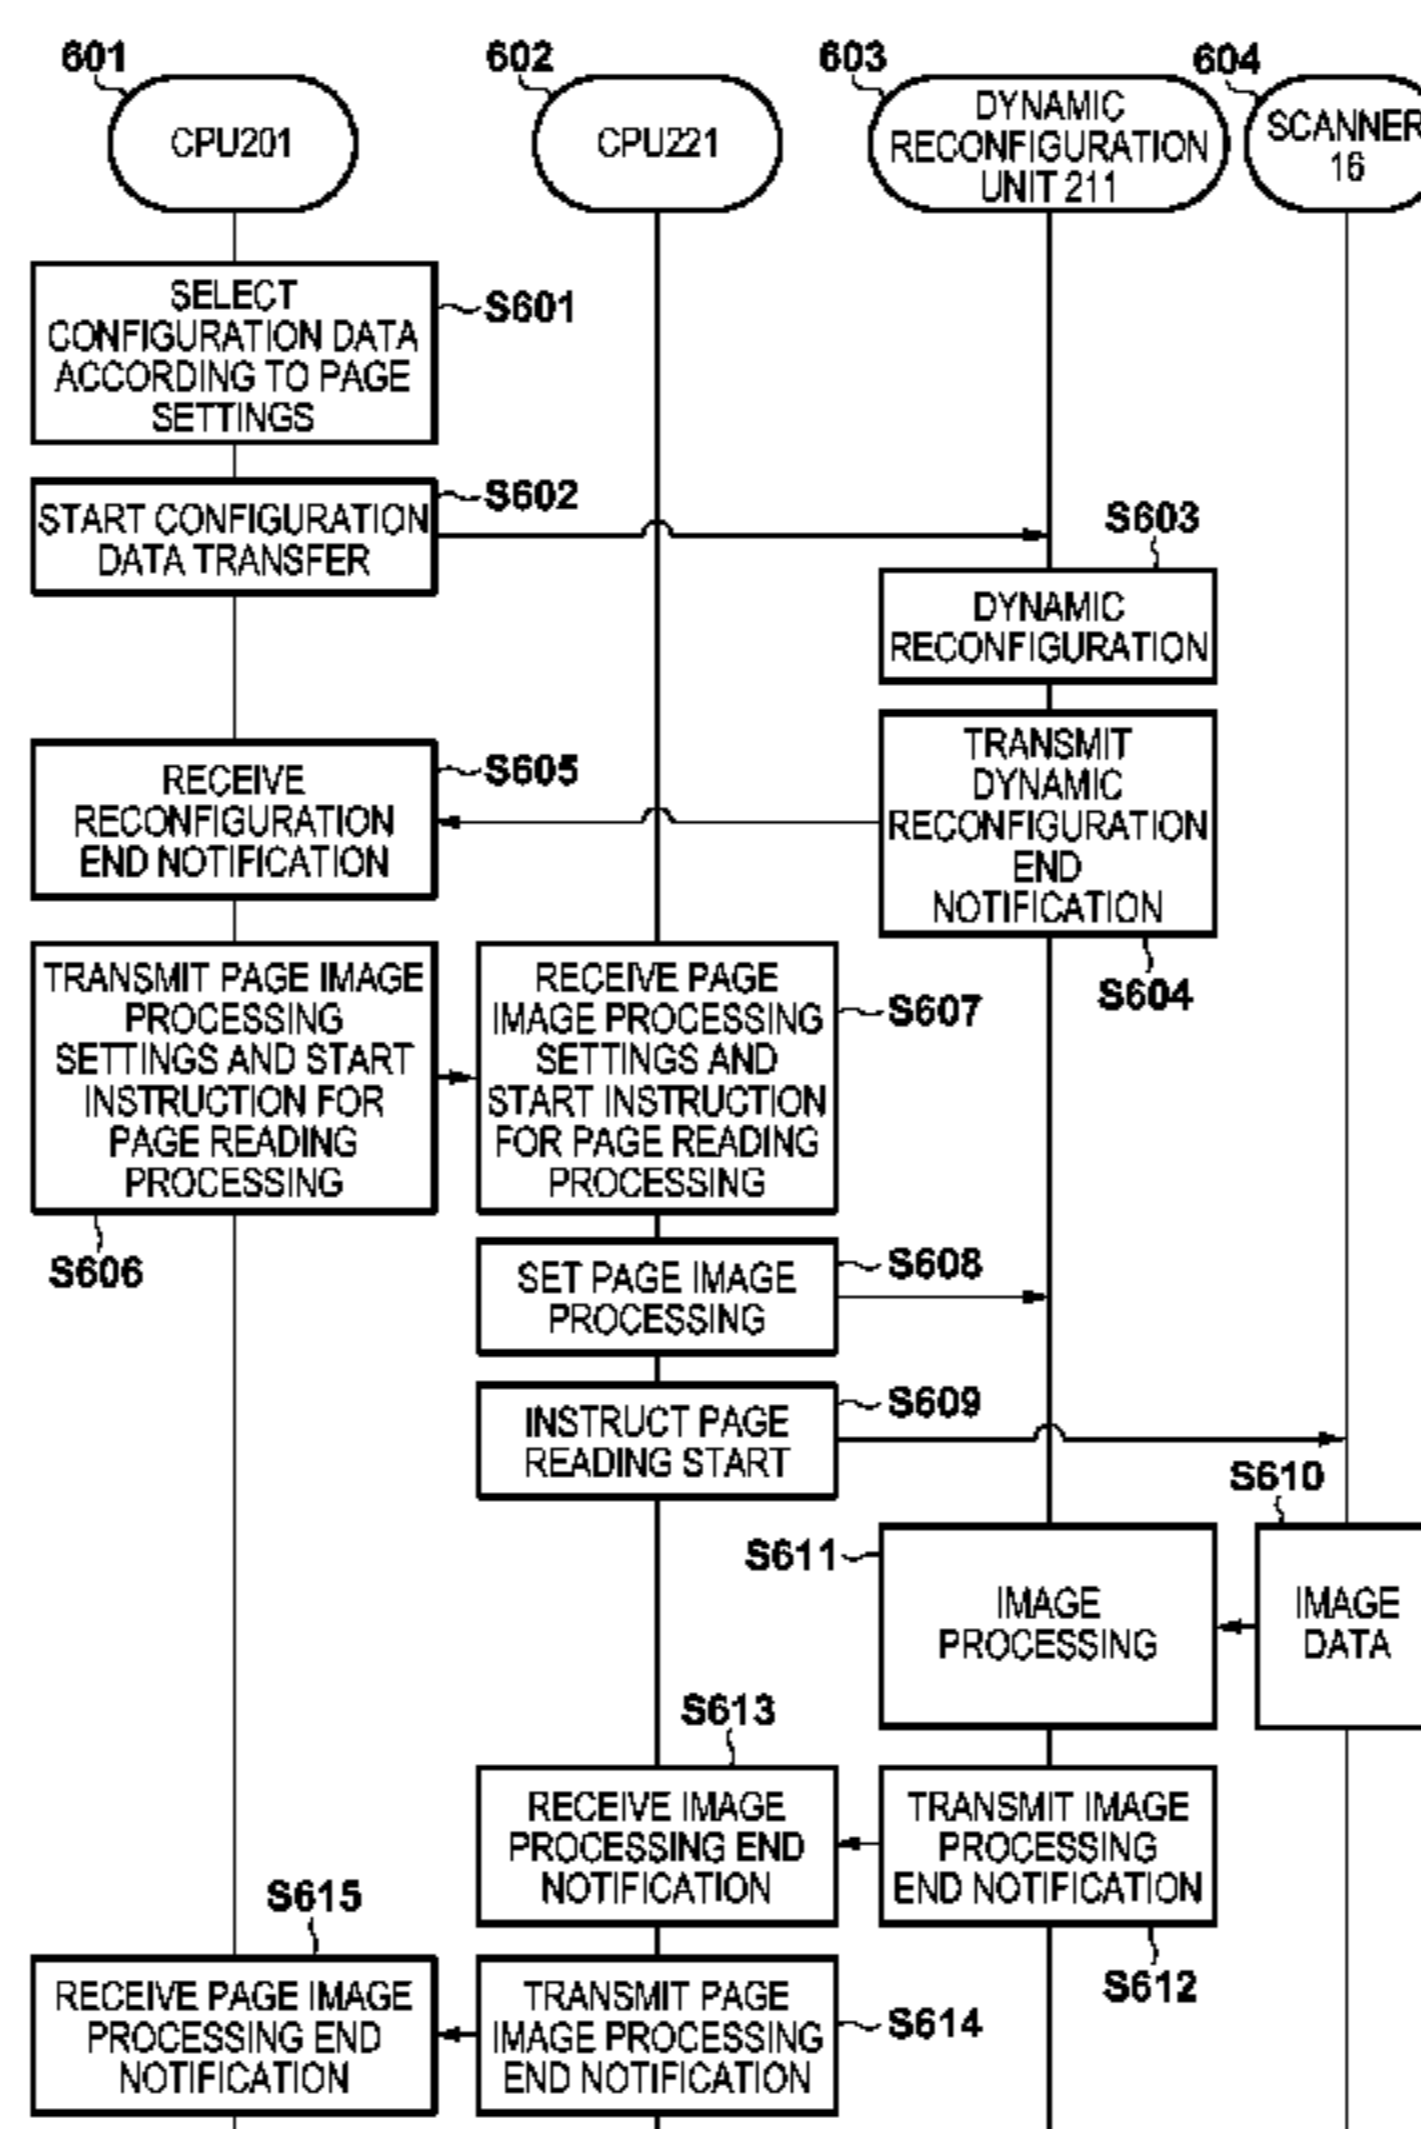 601
602
603
604
CPU201
CPU221
DYNAMIC
RECONFIGURATION
UNIT 211
SCANNER
16
SELECT
CONFIGURATION DATA
ACCORDING TO PAGE
SETTINGS
S601
START CONFIGURATION
DATA TRANSFER
S602
S603
DYNAMIC
RECONFIGURATION
TRANSMIT
DYNAMIC
RECONFIGURATION
END
NOTIFICATION
S604
RECEIVE
RECONFIGURATION
END NOTIFICATION
S605
TRANSMIT PAGE IMAGE
PROCESSING
SETTINGS AND START
INSTRUCTION FOR
PAGE READING
PROCESSING
S606
RECEIVE PAGE
IMAGE PROCESSING
SETTINGS AND
START INSTRUCTION
FOR PAGE READING
PROCESSING
S607
SET PAGE IMAGE
PROCESSING
S608
INSTRUCT PAGE
READING START
S609
S610
IMAGE
DATA
S611
IMAGE
PROCESSING
S613
RECEIVE IMAGE
PROCESSING END
NOTIFICATION
TRANSMIT IMAGE
PROCESSING
END NOTIFICATION
S612
S615
RECEIVE PAGE IMAGE
PROCESSING END
NOTIFICATION
TRANSMIT PAGE
IMAGE PROCESSING
END NOTIFICATION
S614